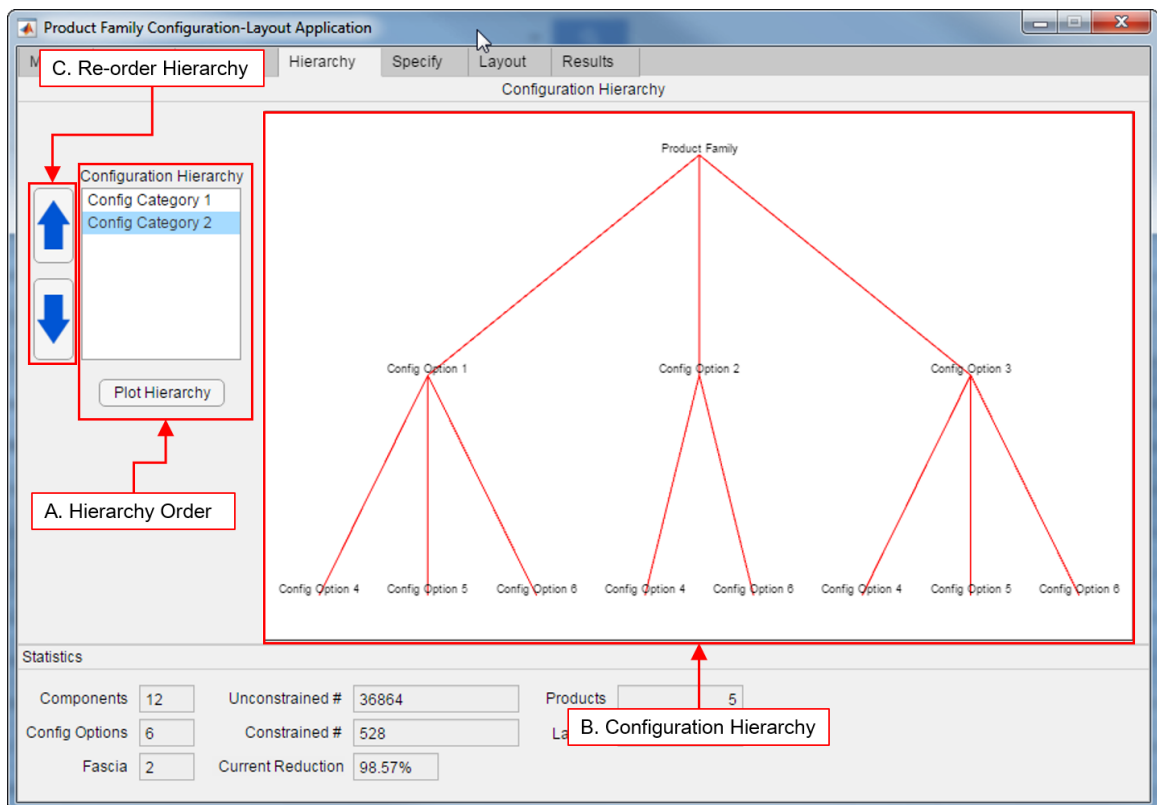 Product Family Configuration-Layout Application
M
C. Re-order Hierarchy
Hierarchy
Specify
Layout
Results
Configuration Hierarchy
Product Family
Configuration Hierarchy
Config Category 1
Config Category 2
Plot Hierarchy
Config Option 1
Config Option 2
Config Option 3
A. Hierarchy Order
Config Option 4
Config Option 5
Config Option 6
Config Option 4
Config Option 6
Config Option 4
Config Option 5
Config Option 6
Statistics
Components 12
Unconstrained # 36864
Products 5
Config Options 6
Constrained # 528
La
B. Configuration Hierarchy
Fascia 2
Current Reduction 98.57%